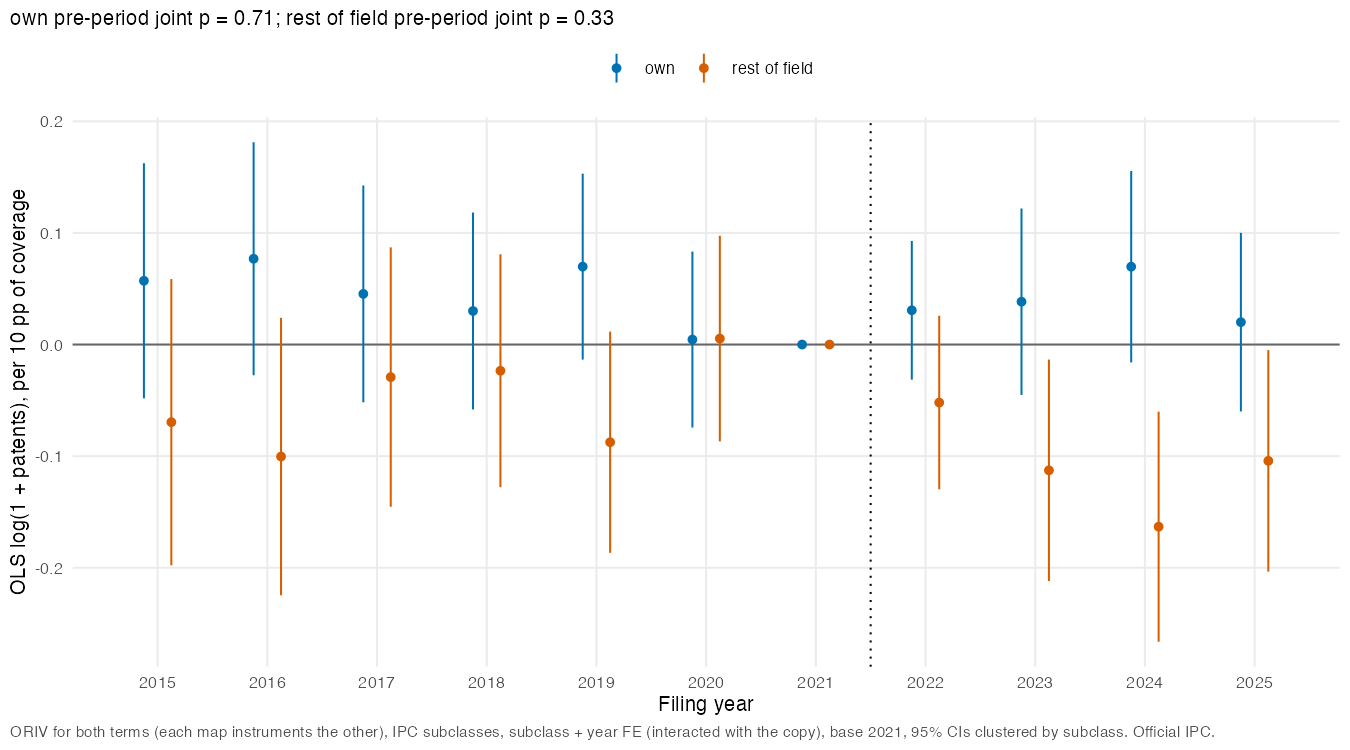 own pre-period joint p = 0.71; rest of field pre-period joint p = 0.33
own rest of field
OLS log(1 + patents), per 10 pp of coverage
0.2
0.1
0.0
-0.1
-0.2
2015 2016 2017 2018 2019 2020 2021 2022 2023 2024 2025
Filing year
ORIV for both terms (each map instruments the other), IPC subclasses, subclass + year FE (interacted with the copy), base 2021, 95% CIs clustered by subclass. Official IPC.